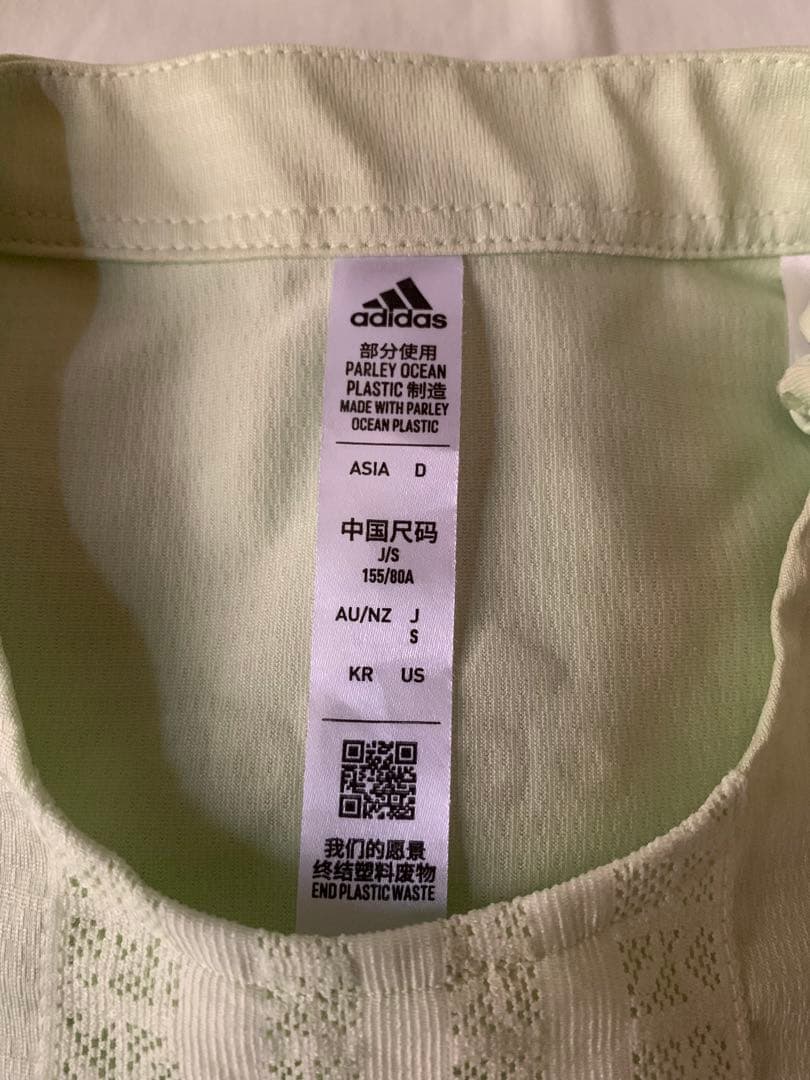 adidas
部分使用
PARLEY OCEAN
PLASTIC 制造
MADE WITH PARLEY
OCEAN PLASTIC
ASIA D
中国尺码
J/S
155/80A
AU/NZ J
S
KR US
我们的愿景
终结塑料废物
END PLASTIC WASTE